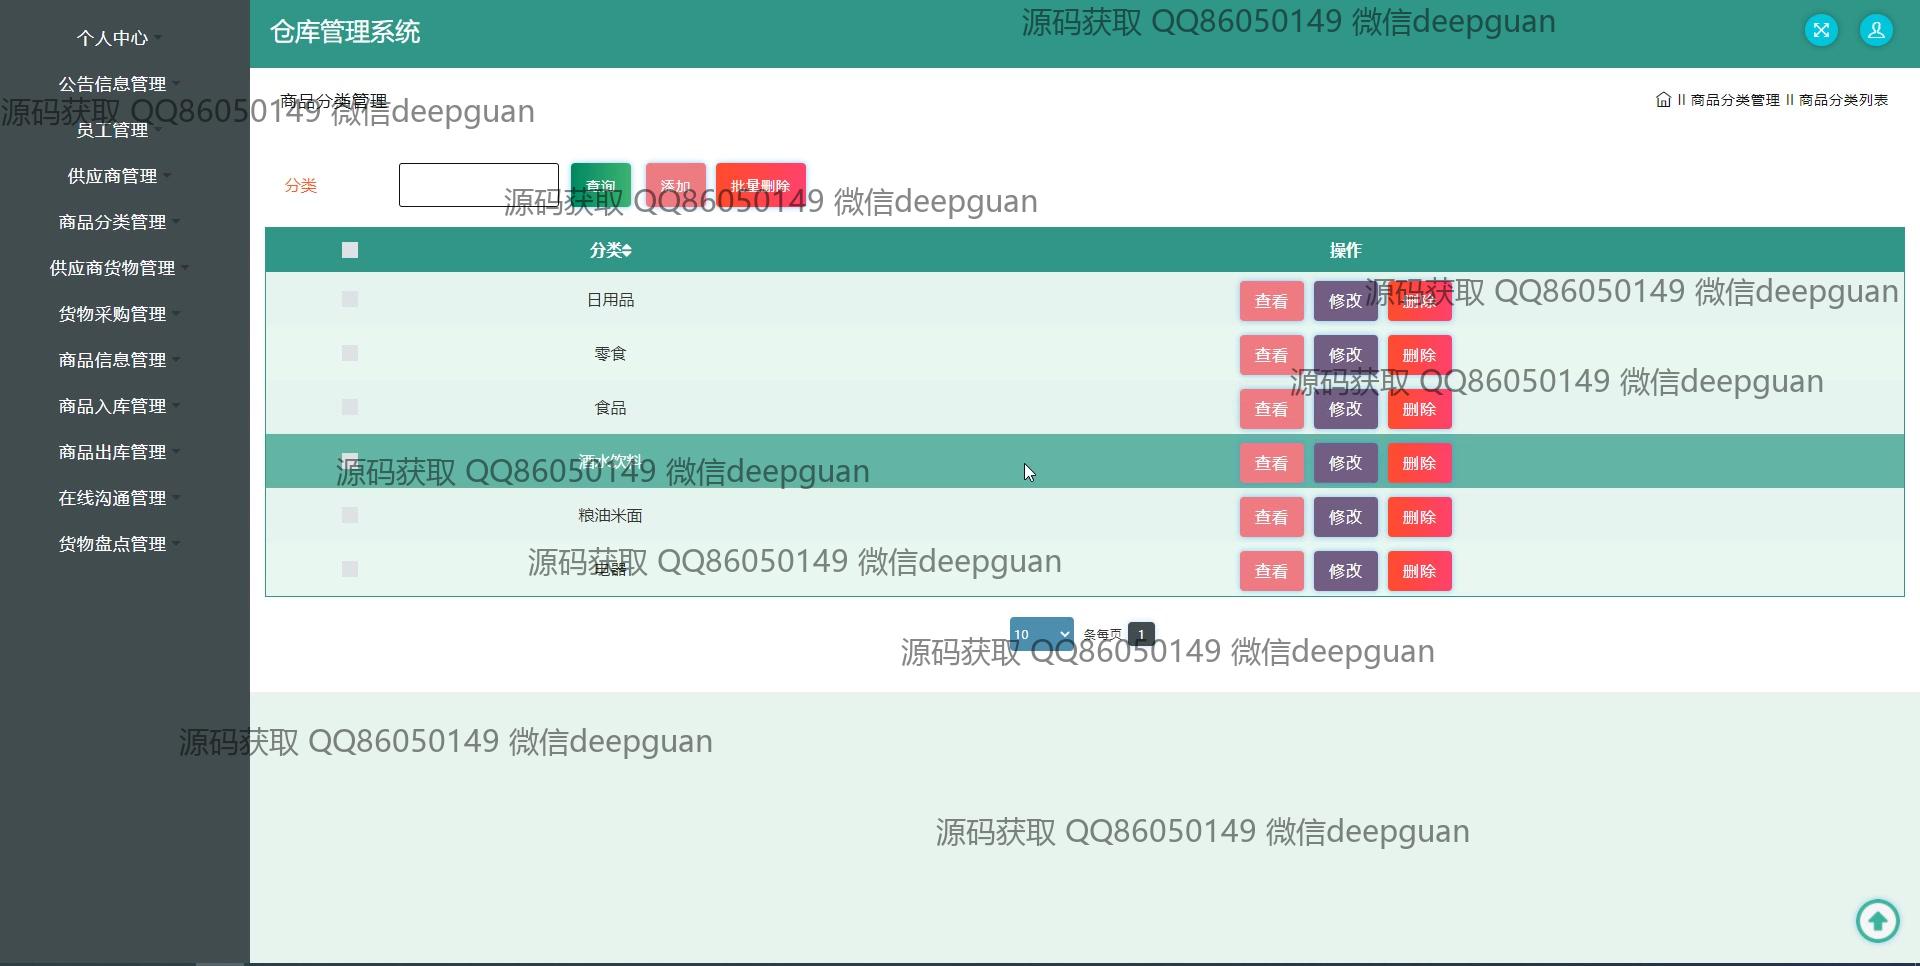 仓库管理系统
源码获取 QQ86050149 微信deepguan
个人中心
公告信息管理
员工管理
供应商管理
商品分类管理
供应商货物管理
货物采购管理
商品信息管理
商品入库管理
商品出库管理
在线沟通管理
货物盘点管理
商品分类管理
商品分类管理 商品分类列表
源码获取 QQ86050149 微信deepguan
分类
查询 添加 批量删除
源码获取 QQ86050149 微信deepguan
分类 操作
日用品 查看 修改 删除
源码获取 QQ86050149 微信deepguan
零食 查看 修改 删除
源码获取 QQ86050149 微信deepguan
食品 查看 修改 删除
酒水饮料 查看 修改 删除
源码获取 QQ86050149 微信deepguan
粮油米面 查看 修改 删除
电器 查看 修改 删除
源码获取 QQ86050149 微信deepguan
10 条每页 1
源码获取 QQ86050149 微信deepguan
源码获取 QQ86050149 微信deepguan
源码获取 QQ86050149 微信deepguan